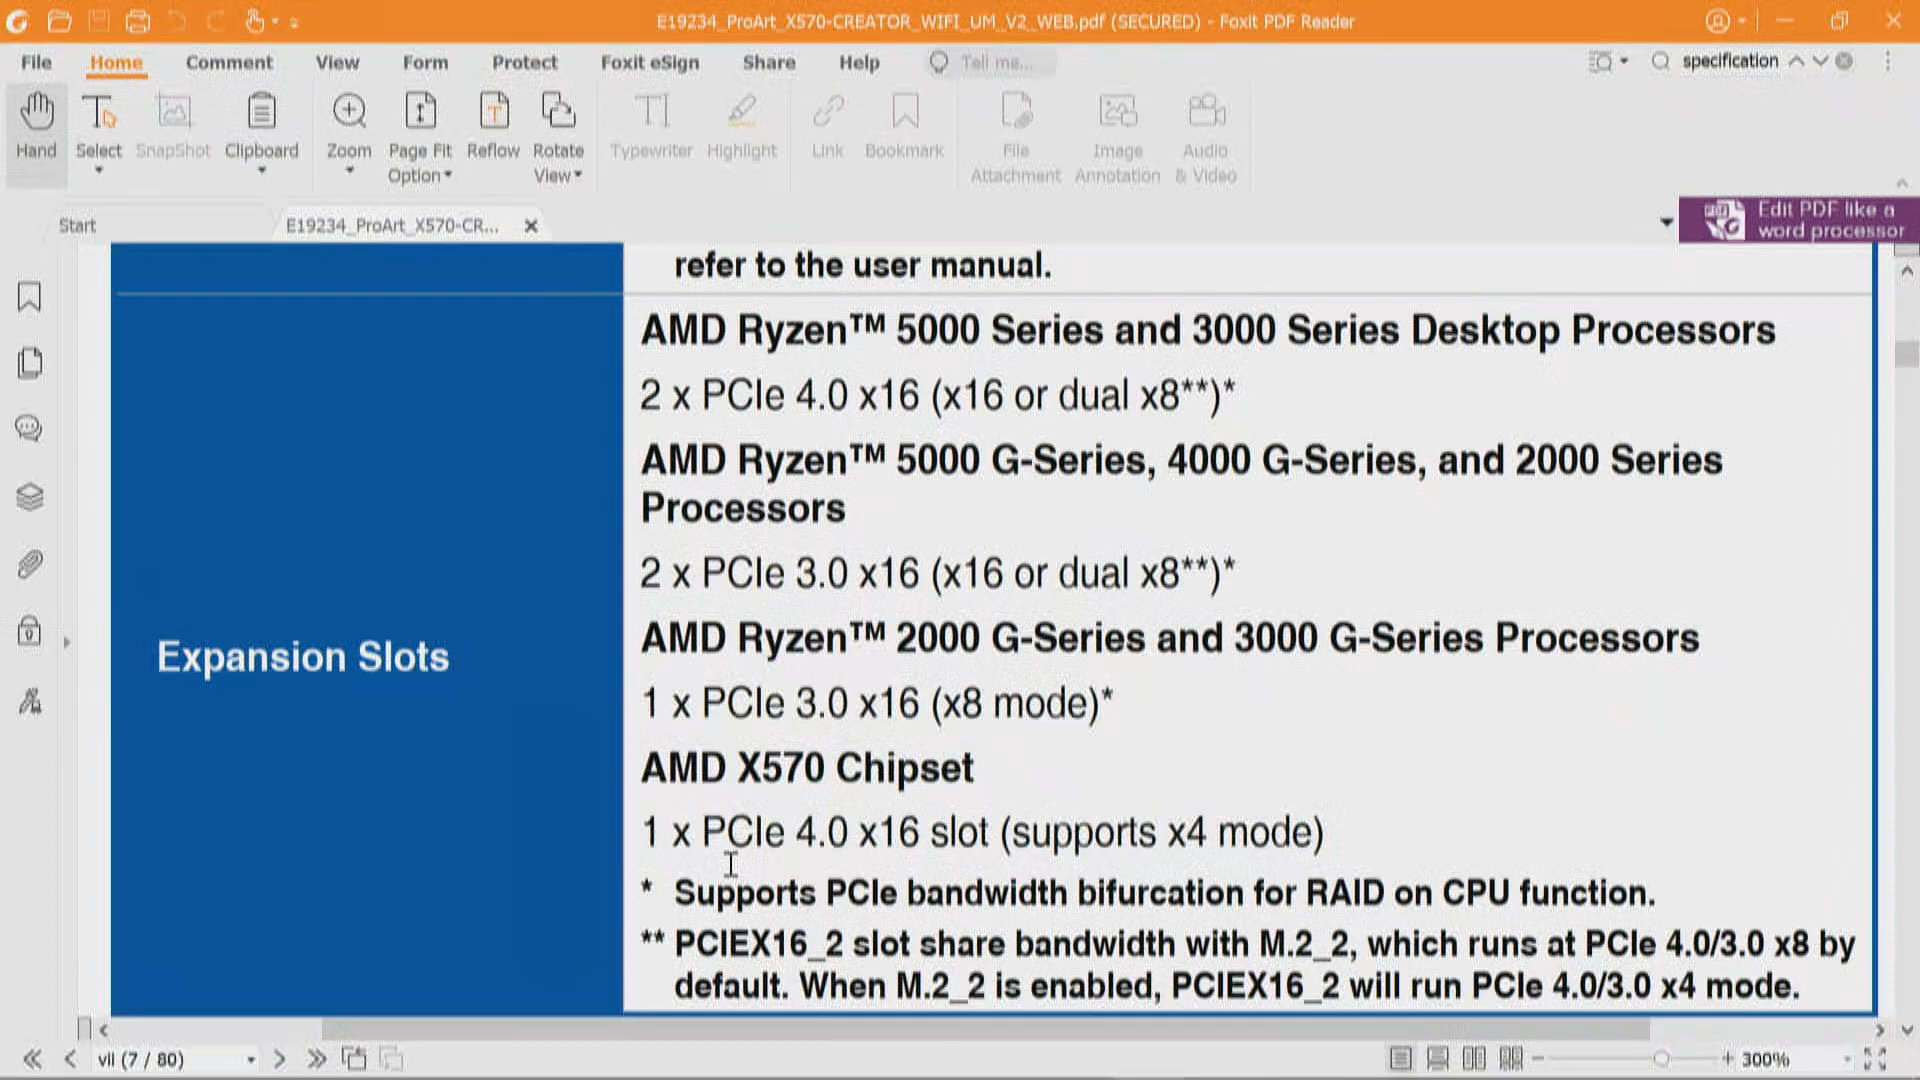 E19234_ProArt_X570-CREATOR_WIFI_UM_V2_WEB.pdf (SECURED) - Foxit PDF Reader
File Home Comment View Form Protect Foxit eSign Share Help Tell me... specification
Hand Select SnapShot Clipboard Zoom Page Fit Option Reflow Rotate View Typewriter Highlight Link Bookmark File Attachment Image Annotation Audio & Video
Start E19234_ProArt_X570-CR...
Edit PDF like a
word processor
refer to the user manual.
Expansion Slots
AMD Ryzen™ 5000 Series and 3000 Series Desktop Processors
2 x PCIe 4.0 x16 (x16 or dual x8**)*
AMD Ryzen™ 5000 G-Series, 4000 G-Series, and 2000 Series
Processors
2 x PCIe 3.0 x16 (x16 or dual x8**)*
AMD Ryzen™ 2000 G-Series and 3000 G-Series Processors
1 x PCIe 3.0 x16 (x8 mode)*
AMD X570 Chipset
1 x PCIe 4.0 x16 slot (supports x4 mode)
* Supports PCIe bandwidth bifurcation for RAID on CPU function.
** PCIEX16_2 slot share bandwidth with M.2_2, which runs at PCIe 4.0/3.0 x8 by
default. When M.2_2 is enabled, PCIEX16_2 will run PCIe 4.0/3.0 x4 mode.
vii (7 / 80)
300%